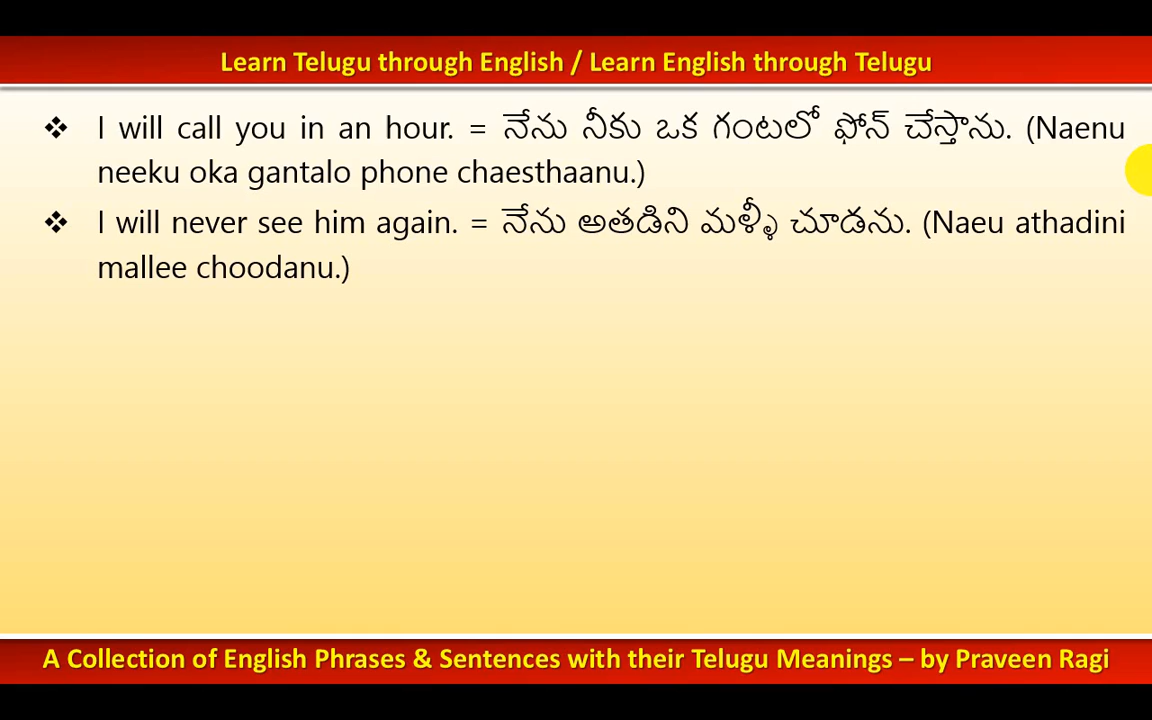 Learn Telugu through English / Learn English through Telugu
❖ I will call you in an hour. = నేను నీకు ఒక గంటలో ఫోన్ చేస్తాను. (Naenu
neeku oka gantalo phone chaesthaanu.)
❖ I will never see him again. = నేను అతడిని మళ్ళీ చూడను. (Naeu athadini
mallee choodanu.)
A Collection of English Phrases & Sentences with their Telugu Meanings – by Praveen Ragi